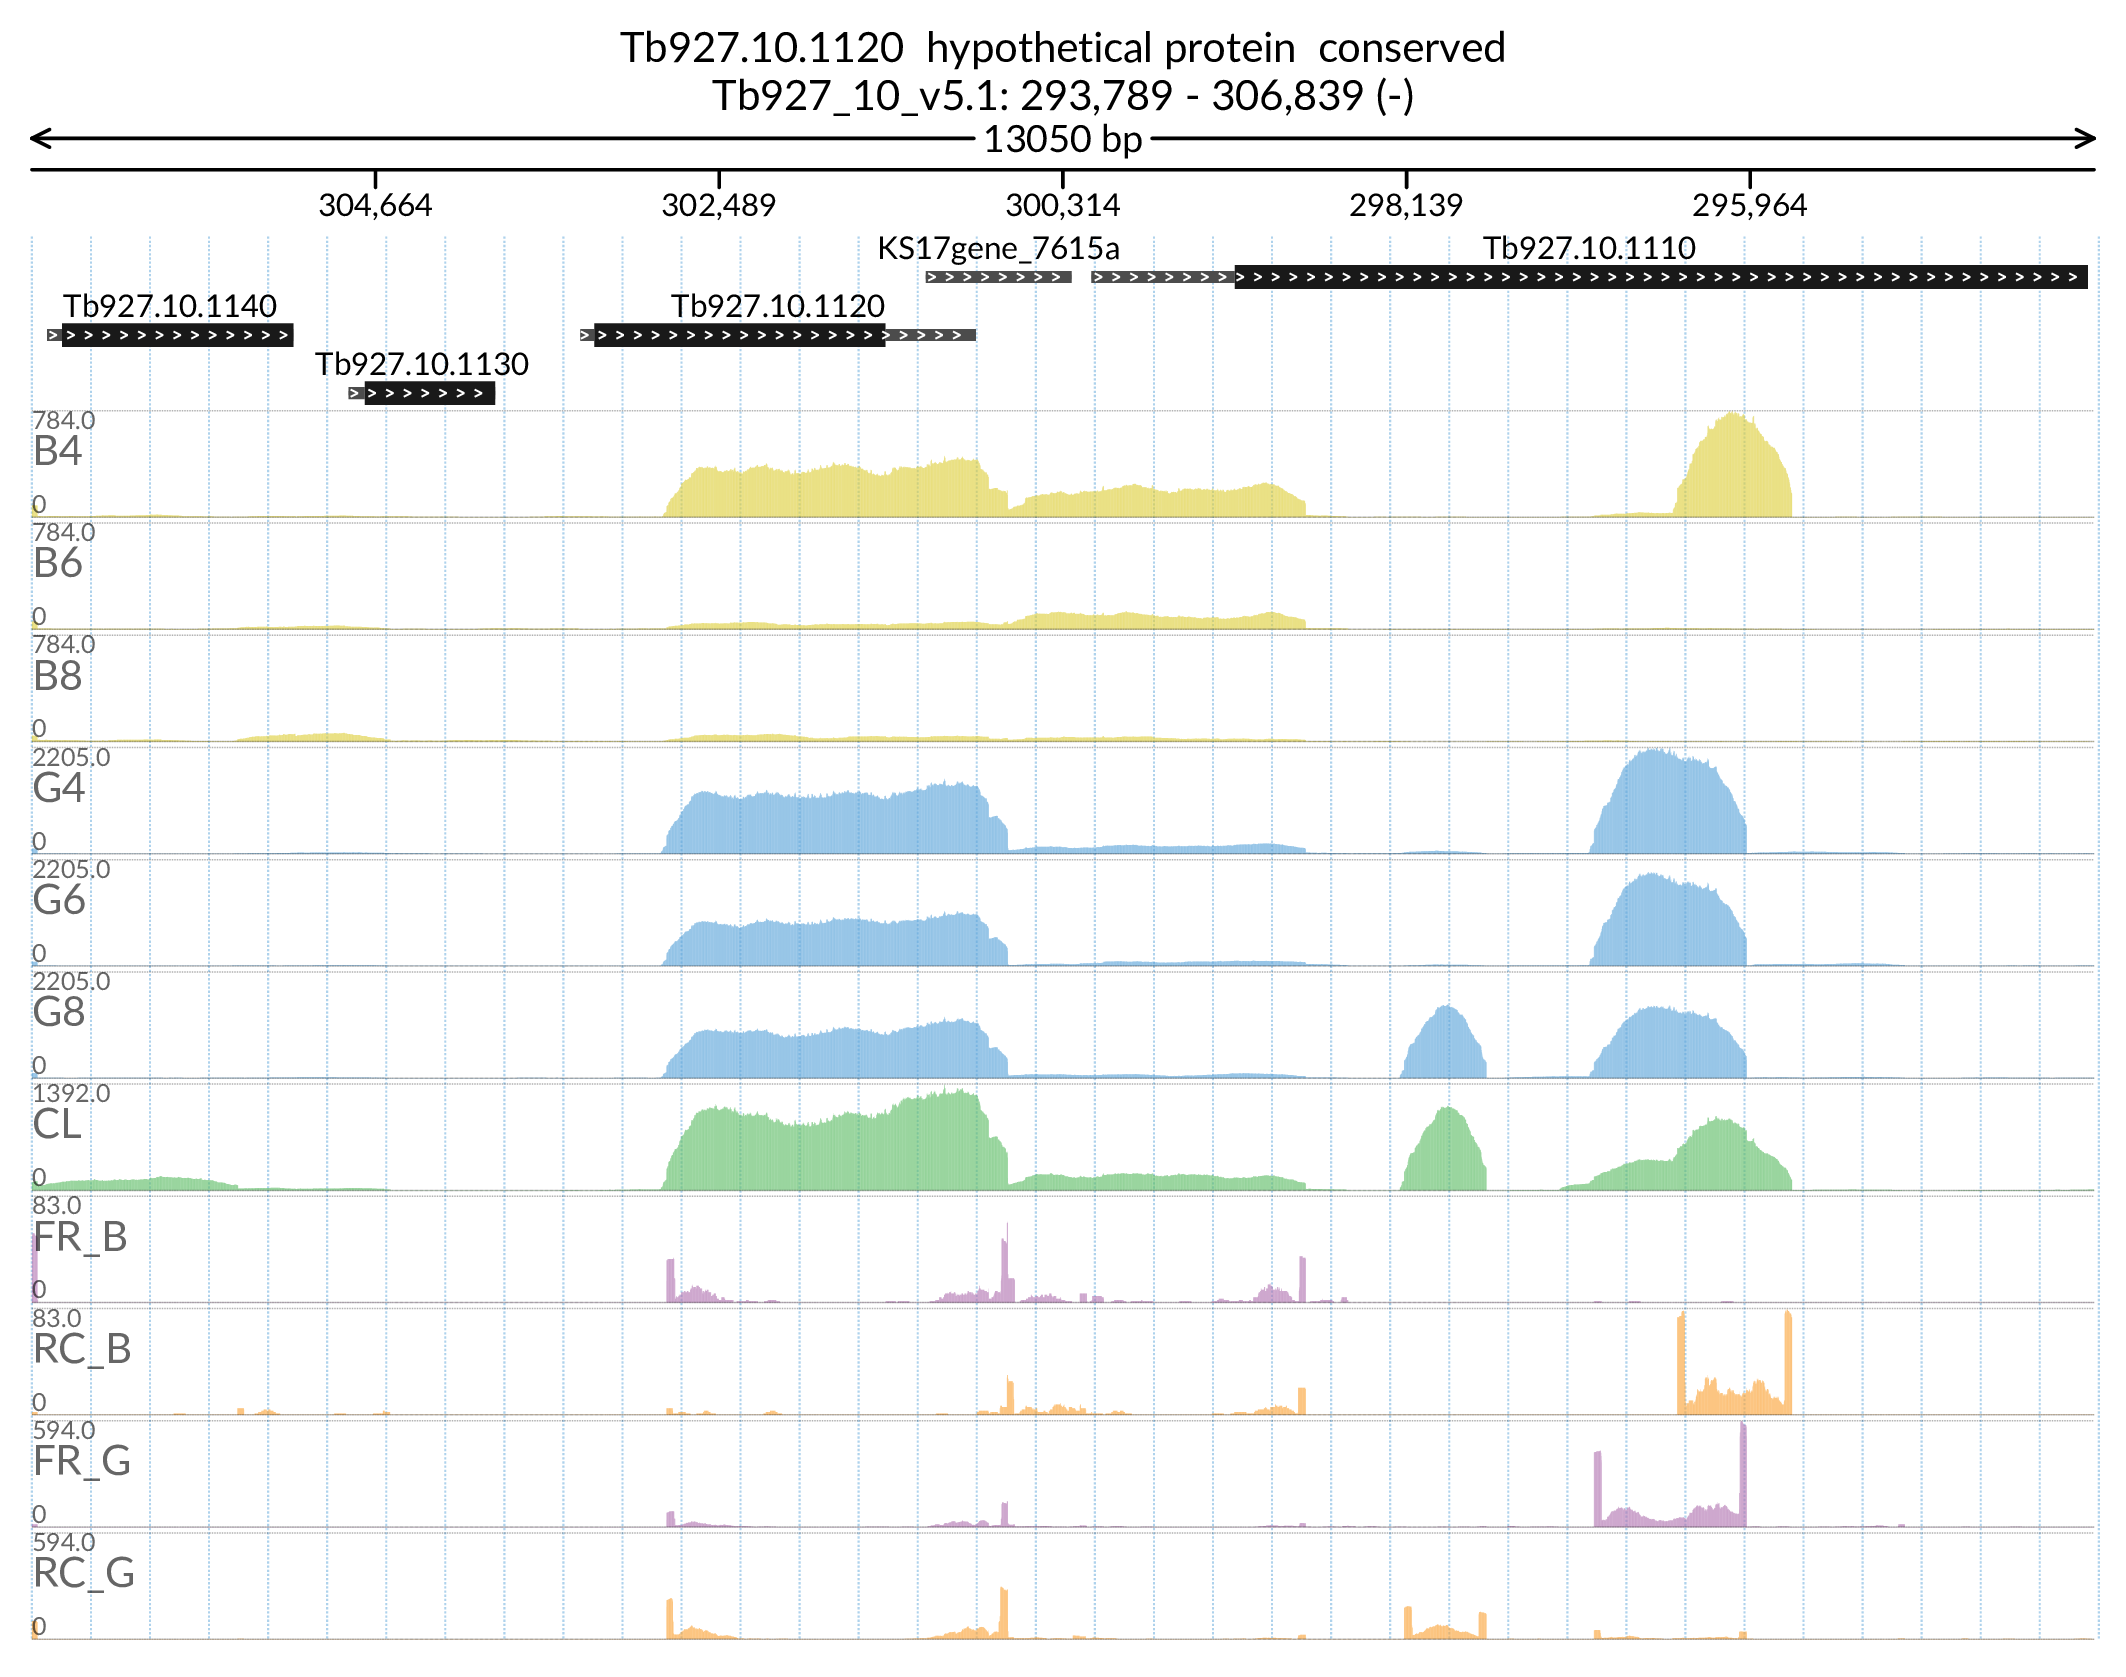 Tb927.10.1120  hypothetical protein  conserved
Tb927_10_v5.1: 293,789 - 306,839 (-)
13050 bp
304,664 302,489 300,314 298,139 295,964
KS17gene_7615a Tb927.10.1110
Tb927.10.1140 Tb927.10.1120
Tb927.10.1130
784.0
B4
0
784.0
B6
0
784.0
B8
0
2205.0
G4
0
2205.0
G6
0
2205.0
G8
0
1392.0
CL
0
83.0
FR_B
0
83.0
RC_B
0
594.0
FR_G
0
594.0
RC_G
0